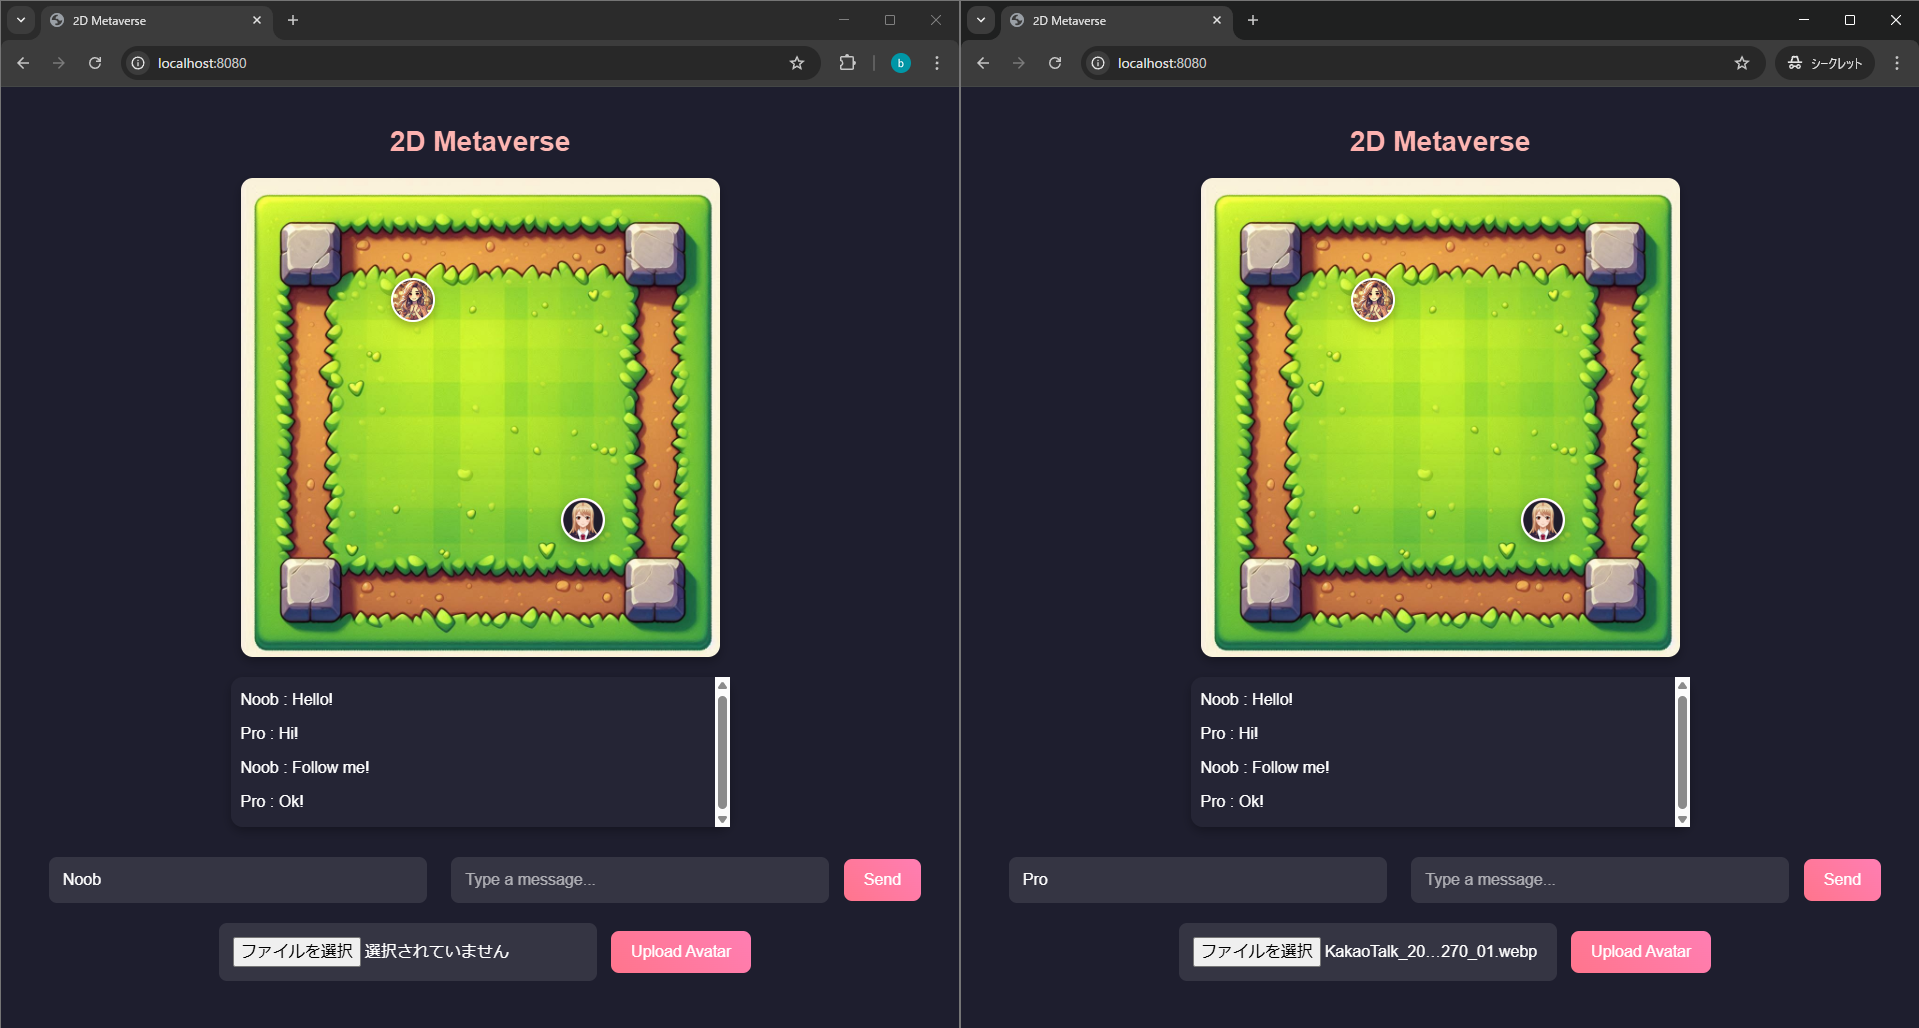 2D Metaverse
localhost:8080
b
2D Metaverse
Noob : Hello!
Pro : Hi!
Noob : Follow me!
Pro : Ok!
Noob
Type a message...
Send
ファイルを選択 選択されていません
Upload Avatar
2D Metaverse
localhost:8080
シークレット
2D Metaverse
Noob : Hello!
Pro : Hi!
Noob : Follow me!
Pro : Ok!
Pro
Type a message...
Send
ファイルを選択 KakaoTalk_20...270_01.webp
Upload Avatar